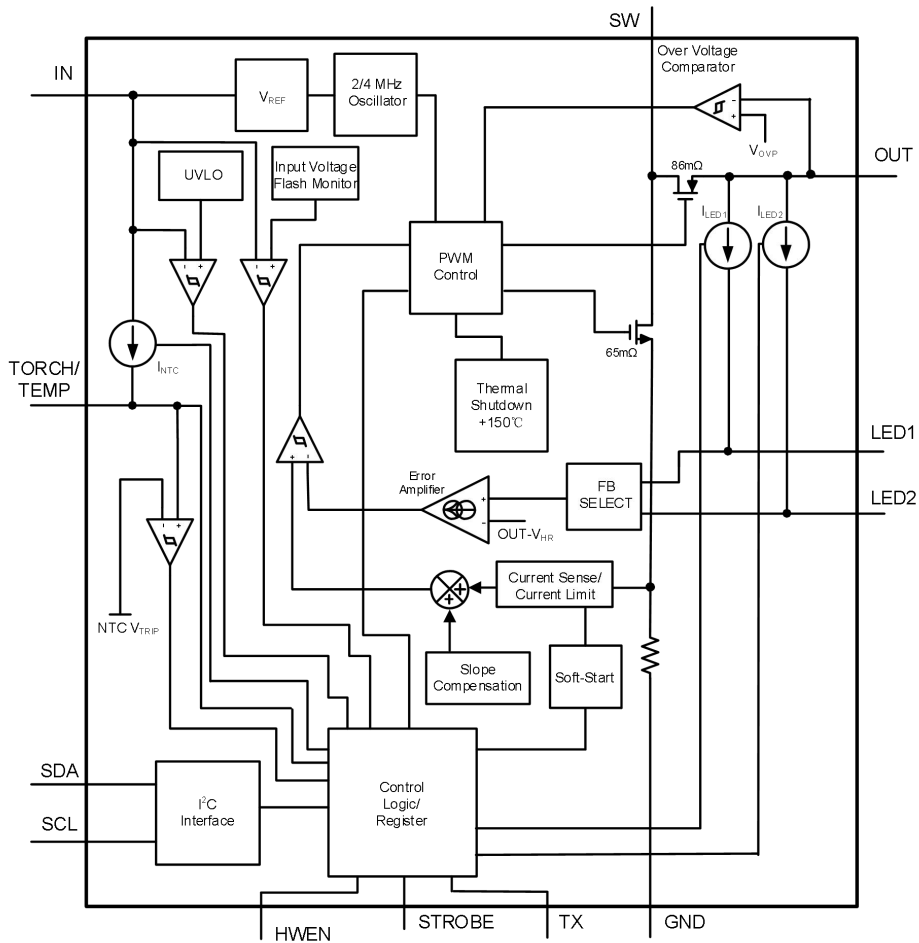 SW
Over Voltage
Comparator
IN
VREF
2/4 MHz
Oscillator
- +
VOVP
OUT
UVLO
Input Voltage
Flash Monitor
86mΩ
ILED1
ILED2
- +
- +
PWM
Control
65mΩ
INTC
TORCH/
TEMP
Thermal
Shutdown
+150℃
+ -
LED1
Error
Amplifier
+
-
FB
SELECT
LED2
OUT-VHR
- +
Current Sense/
Current Limit
+
+
NTC VTRIP
Slope
Compensation
Soft-Start
SDA
I²C
Interface
SCL
Control
Logic/
Register
HWEN
STROBE
TX
GND